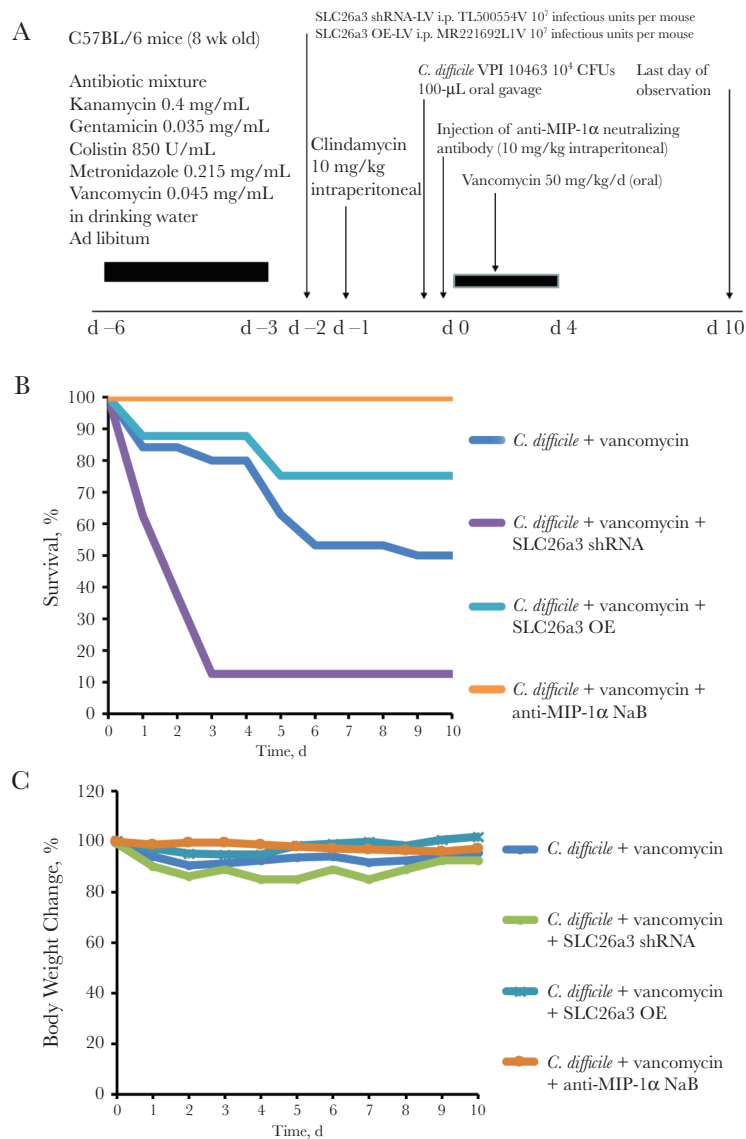 A
SLC26a3 shRNA-LV i.p. TL500554V 10⁷ infectious units per mouse
SLC26a3 OE-LV i.p. MR221692L1V 10⁷ infectious units per mouse
C57BL/6 mice (8 wk old)
Antibiotic mixture
Kanamycin 0.4 mg/mL
Gentamicin 0.035 mg/mL
Colistin 850 U/mL
Metronidazole 0.215 mg/mL
Vancomycin 0.045 mg/mL
in drinking water
Ad libitum
Clindamycin
10 mg/kg
intraperitoneal
C. difficile VPI 10463 10⁴ CFUs
100-μL oral gavage
Injection of anti-MIP-1α neutralizing
antibody (10 mg/kg intraperitoneal)
Vancomycin 50 mg/kg/d (oral)
Last day of
observation
d –6 d –3 d –2 d –1 d 0 d 4 d 10
B
Survival, %
100
90
80
70
60
50
40
30
20
10
0
0 1 2 3 4 5 6 7 8 9 10
Time, d
C. difficile + vancomycin
C. difficile + vancomycin +
SLC26a3 shRNA
C. difficile + vancomycin +
SLC26a3 OE
C. difficile + vancomycin +
anti-MIP-1α NaB
C
Body Weight Change, %
120
100
80
60
40
20
0
0 1 2 3 4 5 6 7 8 9 10
Time, d
C. difficile + vancomycin
C. difficile + vancomycin
+ SLC26a3 shRNA
C. difficile + vancomycin
+ SLC26a3 OE
C. difficile + vancomycin
+ anti-MIP-1α NaB